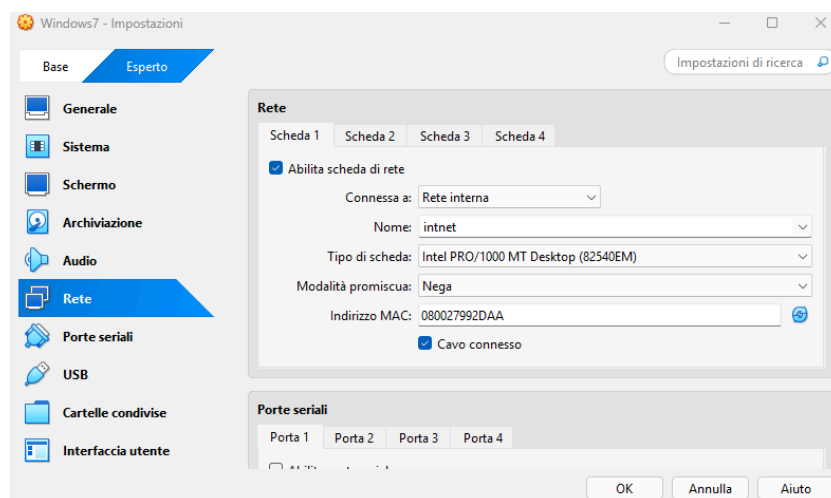 Windows7 - Impostazioni
Base Esperto
Impostazioni di ricerca
Generale
Sistema
Schermo
Archiviazione
Audio
Rete
Porte seriali
USB
Cartelle condivise
Interfaccia utente
Rete
Scheda 1 Scheda 2 Scheda 3 Scheda 4
Abilita scheda di rete
Connessa a: Rete interna
Nome: intnet
Tipo di scheda: Intel PRO/1000 MT Desktop (82540EM)
Modalità promiscua: Nega
Indirizzo MAC: 080027992DAA
Cavo connesso
Porte seriali
Porta 1 Porta 2 Porta 3 Porta 4
OK Annulla Aiuto